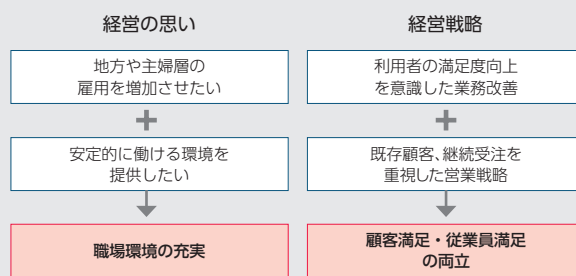 経営の思い
地方や主婦層の
雇用を増加させたい
+
安定的に働ける環境を
提供したい
職場環境の充実
経営戦略
利用者の満足度向上
を意識した業務改善
+
既存顧客、継続受注を
重視した営業戦略
顧客満足・従業員満足
の両立